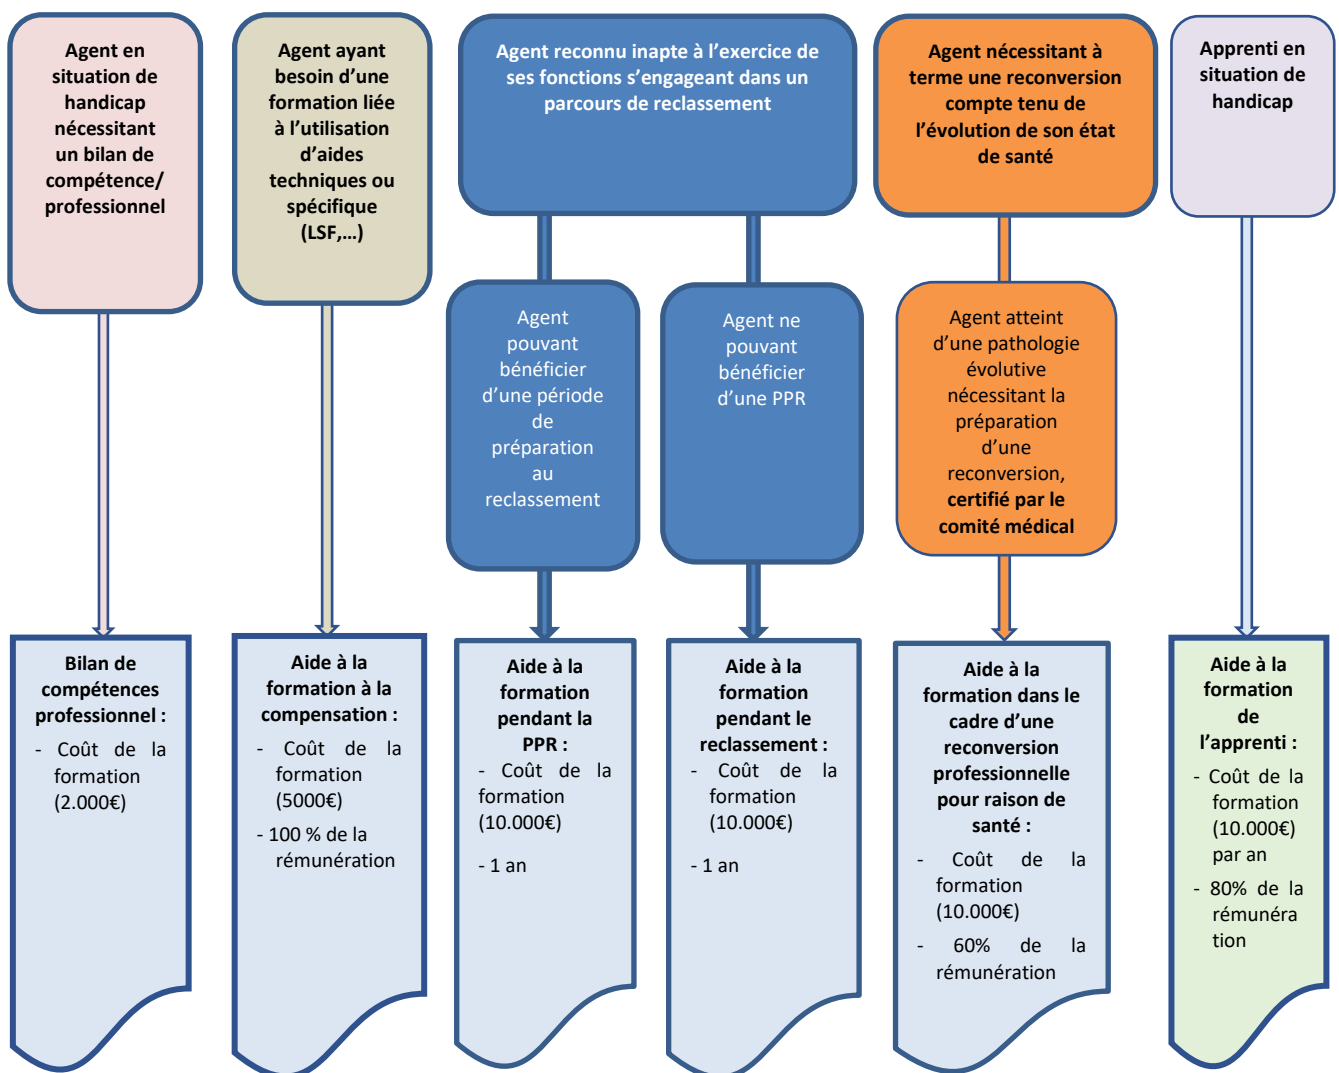 Agent en
situation de
handicap
nécessitant
un bilan de
compétence/
professionnel
Agent ayant
besoin d’une
formation liée
à l’utilisation
d’aides
techniques ou
spécifique
(LSF,…)
Agent reconnu inapte à l’exercice de
ses fonctions s’engageant dans un
parcours de reclassement
Agent nécessitant à
terme une reconversion
compte tenu de
l’évolution de son état
de santé
Apprenti en
situation de
handicap
Agent
pouvant
bénéficier
d’une période
de
préparation
au
reclassement
Agent ne
pouvant
bénéficier
d’une PPR
Agent atteint
d’une pathologie
évolutive
nécessitant la
préparation
d’une
reconversion,
certifié par le
comité médical
Bilan de
compétences
professionnel :
- Coût de la
formation
(2.000€)
Aide à la
formation à la
compensation :
- Coût de la
formation
(5000€)
- 100 % de la
rémunération
Aide à la
formation
pendant la
PPR :
- Coût de la
formation
(10.000€)
- 1 an
Aide à la
formation
pendant le
reclassement :
- Coût de la
formation
(10.000€)
- 1 an
Aide à la
formation dans le
cadre d’une
reconversion
professionnelle
pour raison de
santé :
- Coût de la
formation
(10.000€)
- 60% de la
rémunération
Aide à la
formation
de
l’apprenti :
- Coût de la
formation
(10.000€)
par an
- 80% de la
rémunéra
tion